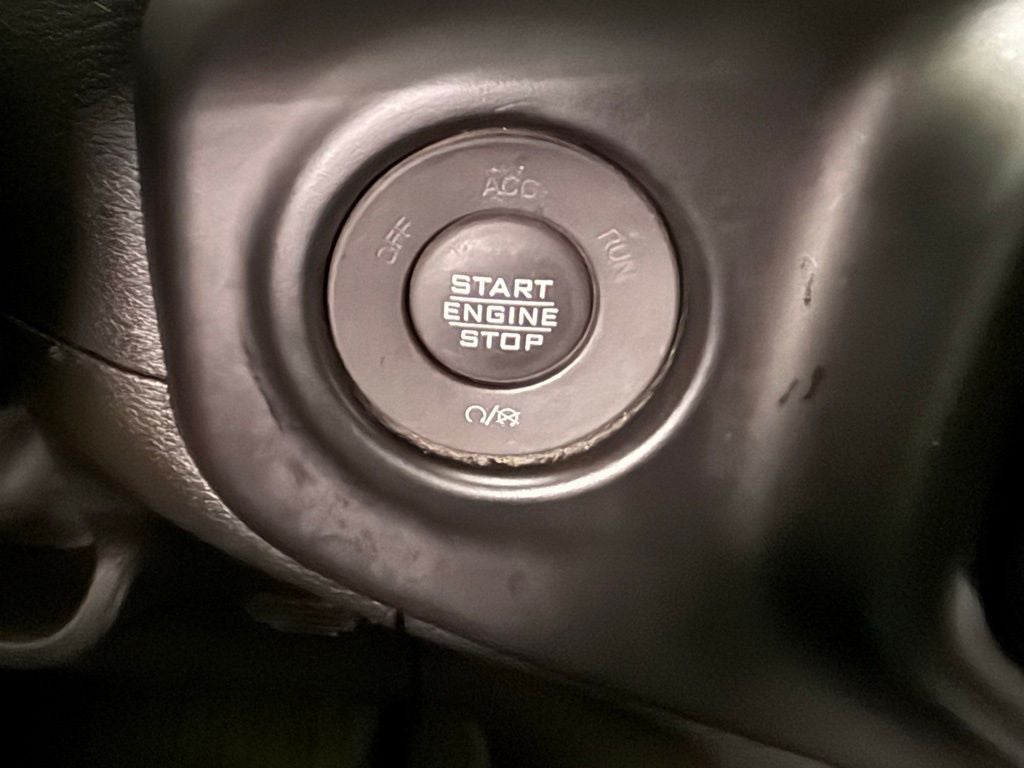 ACC
OFF
RUN
START
ENGINE
STOP